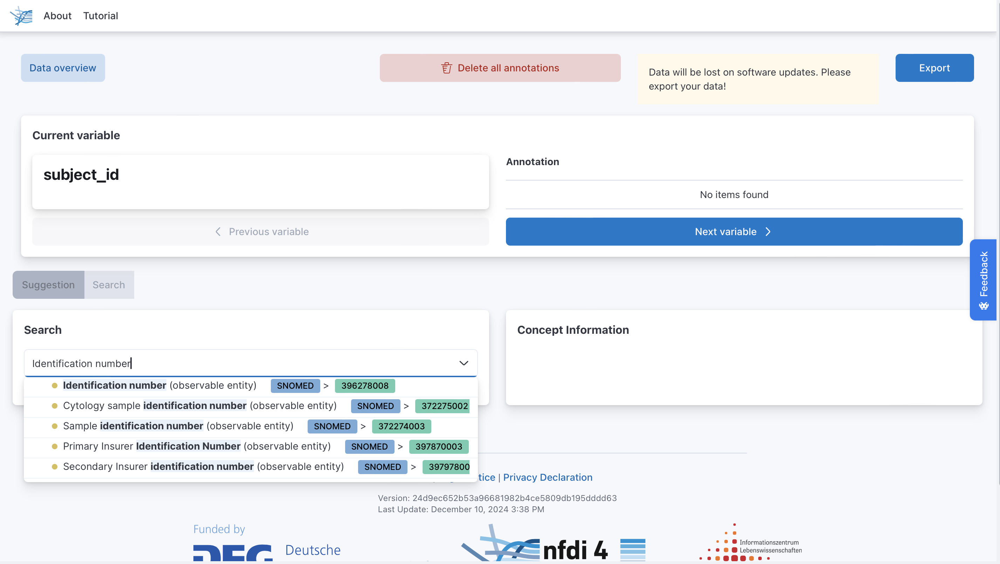 About Tutorial
Data overview
Delete all annotations
Data will be lost on software updates. Please
export your data!
Export
Current variable
subject_id
Annotation
No items found
Previous variable
Next variable
Feedback
Suggestion Search
Search
Concept Information
Identification number
Identification number (observable entity) SNOMED > 396278008
Cytology sample identification number (observable entity) SNOMED > 372275002
Sample identification number (observable entity) SNOMED > 372274003
Primary Insurer Identification Number (observable entity) SNOMED > 397870003
Secondary Insurer identification number (observable entity) SNOMED > 39797800
tice | Privacy Declaration
Version: 24d9ec652b53a96681982b4ce5809db195dddd63
Last Update: December 10, 2024 3:38 PM
Funded by
DFG Deutsche
nfdi 4
Informationszentrum
Lebenswissenschaften